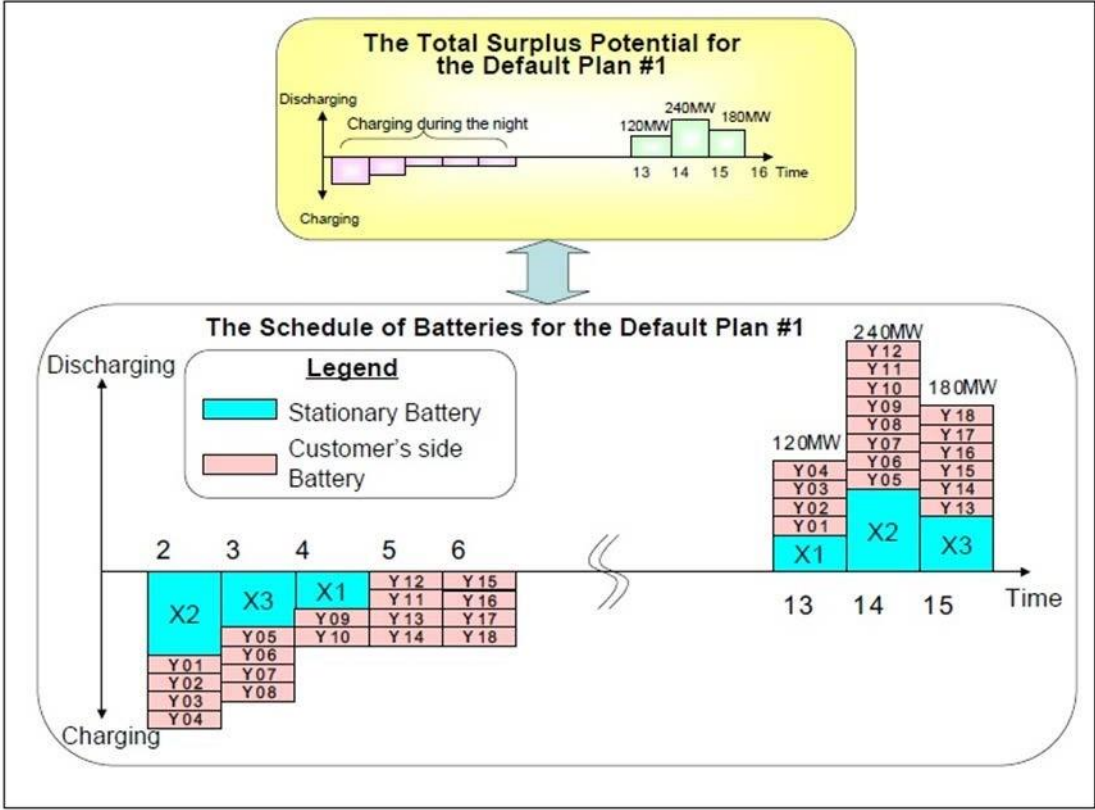 The Total Surplus Potential for
the Default Plan #1
Discharging
Charging during the night
120MW
240MW
180MW
13
14
15
16
Time
Charging
The Schedule of Batteries for the Default Plan #1
Discharging
Legend
Stationary Battery
Customer's side
Battery
240MW
Y12
Y11
Y10
Y09
Y08
Y07
Y06
Y05
X2
180MW
Y18
Y17
Y16
Y15
Y14
Y13
X3
120MW
Y04
Y03
Y02
Y01
X1
2
3
4
5
6
X2
Y01
Y02
Y03
Y04
X3
Y05
Y06
Y07
Y08
X1
Y09
Y10
Y12
Y11
Y13
Y14
Y15
Y16
Y17
Y18
13
14
15
Time
Charging